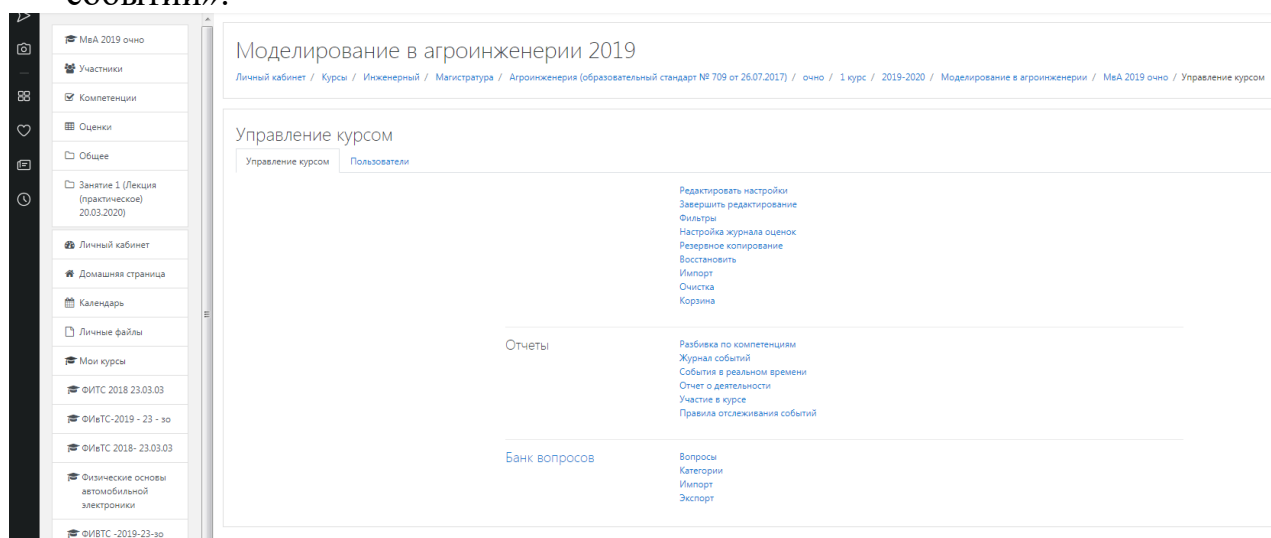 событий».
МвА 2019 очно
Участники
Компетенции
Оценки
Общее
Занятие 1 (Лекция
(практическое)
20.03.2020)
Личный кабинет
Домашняя страница
Календарь
Личные файлы
Мои курсы
ФИТС 2018 23.03.03
ФИвТС-2019 - 23 - зо
ФИвТС 2018- 23.03.03
Физические основы
автомобильной
электроники
ФИВТС -2019-23-зо
Моделирование в агроинженерии 2019
Личный кабинет / Курсы / Инженерный / Магистратура / Агроинженерия (образовательный стандарт № 709 от 26.07.2017) / очно / 1 курс / 2019-2020 / Моделирование в агроинженерии / МвА 2019 очно / Управление курсом
Управление курсом
Управление курсом Пользователи
Редактировать настройки
Завершить редактирование
Фильтры
Настройка журнала оценок
Резервное копирование
Восстановить
Импорт
Очистка
Корзина
Отчеты
Разбивка по компетенциям
Журнал событий
События в реальном времени
Отчет о деятельности
Участие в курсе
Правила отслеживания событий
Банк вопросов
Вопросы
Категории
Импорт
Экспорт